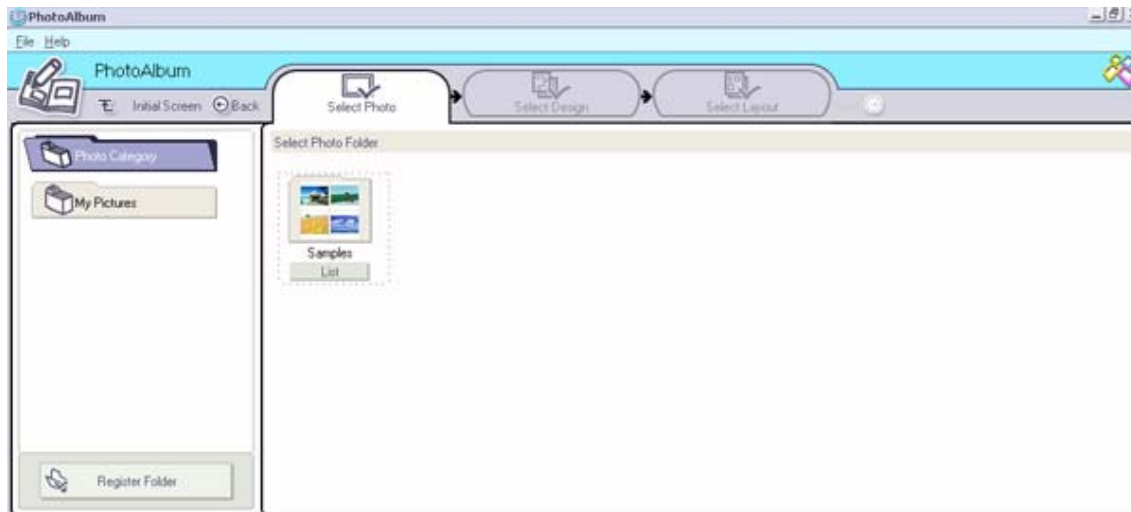 PhotoAlbum
File Help
PhotoAlbum
Initial Screen Back
Select Photo
Select Design
Select Layout
Photo Category
My Pictures
Select Photo Folder
Samples
List
Register Folder